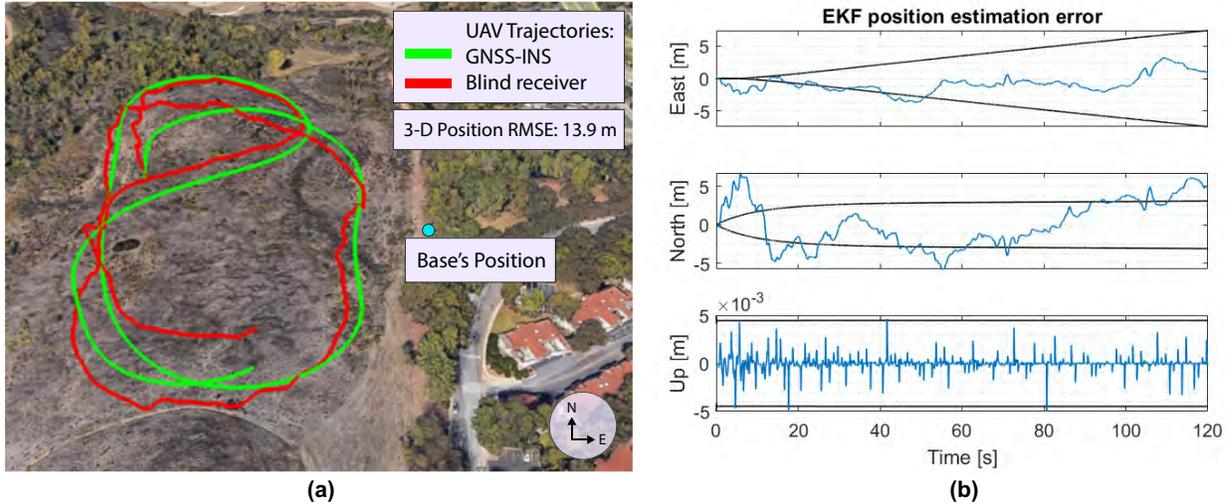 UAV Trajectories:
GNSS-INS
Blind receiver
3-D Position RMSE: 13.9 m
Base's Position
N
E
(a)
EKF position estimation error
East [m]
5
0
-5
North [m]
5
0
-5
×10⁻³
Up [m]
5
0
-5
0 20 40 60 80 100 120
Time [s]
(b)